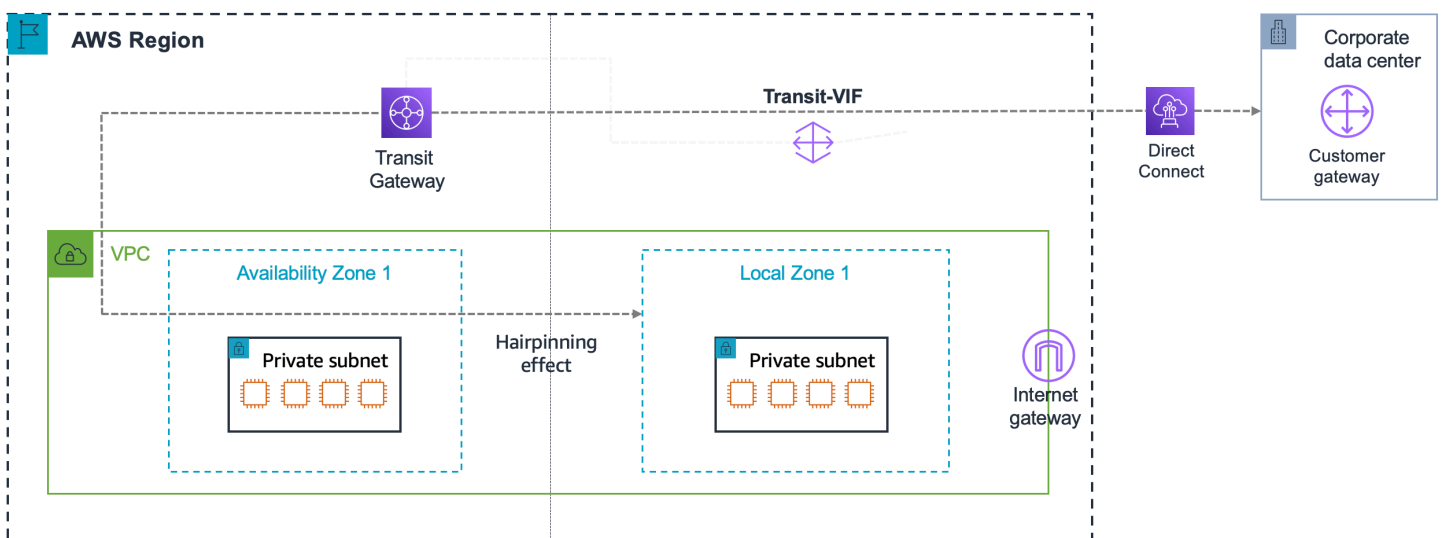 AWS Region
Corporate
data center
Transit-VIF
Transit
Gateway
Direct
Connect
Customer
gateway
VPC
Availability Zone 1
Local Zone 1
Hairpinning
effect
Private subnet
Private subnet
Internet
gateway